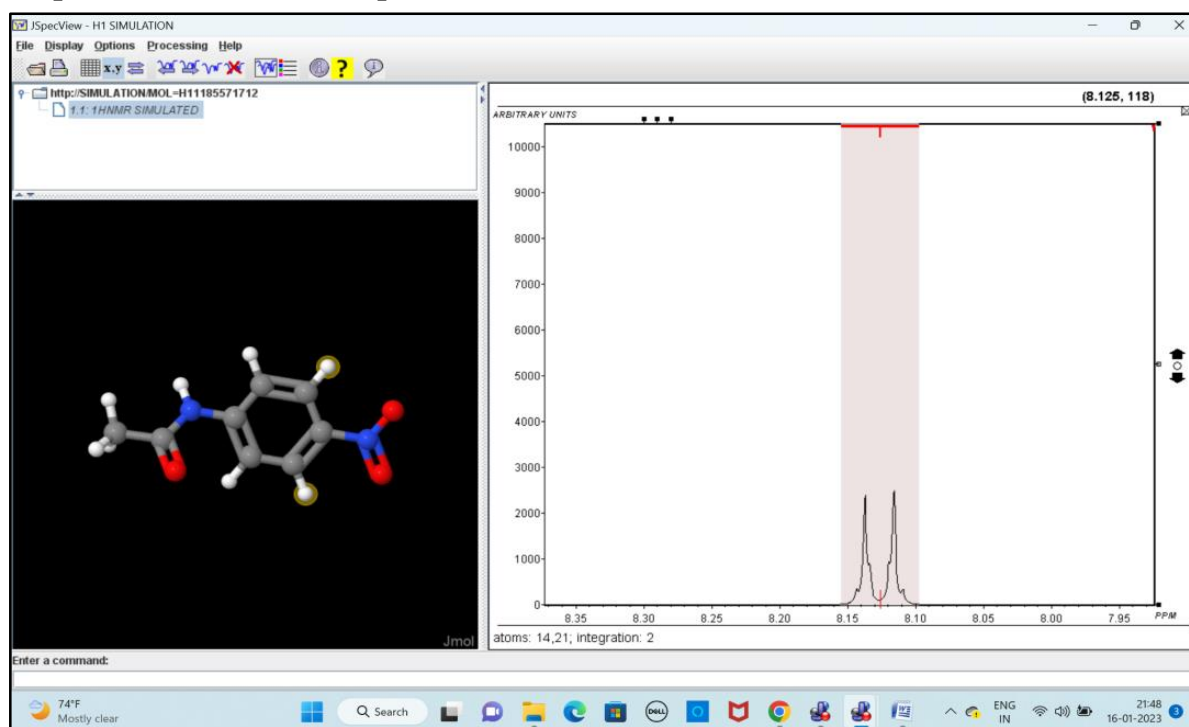 JSpecView - H1 SIMULATION
File Display Options Processing Help
x,y
http://SIMULATION/MOL=H11185571712
1.1: 1HNMR SIMULATED
(8.125, 118)
ARBITRARY UNITS
10000
9000
8000
7000
6000
5000
4000
3000
2000
1000
0
8.35 8.30 8.25 8.20 8.15 8.10 8.05 8.00 7.95 PPM
Jmol
atoms: 14,21; integration: 2
Enter a command:
74°F
Mostly clear
Search
DELL
ENG
IN
21:48
16-01-2023
3